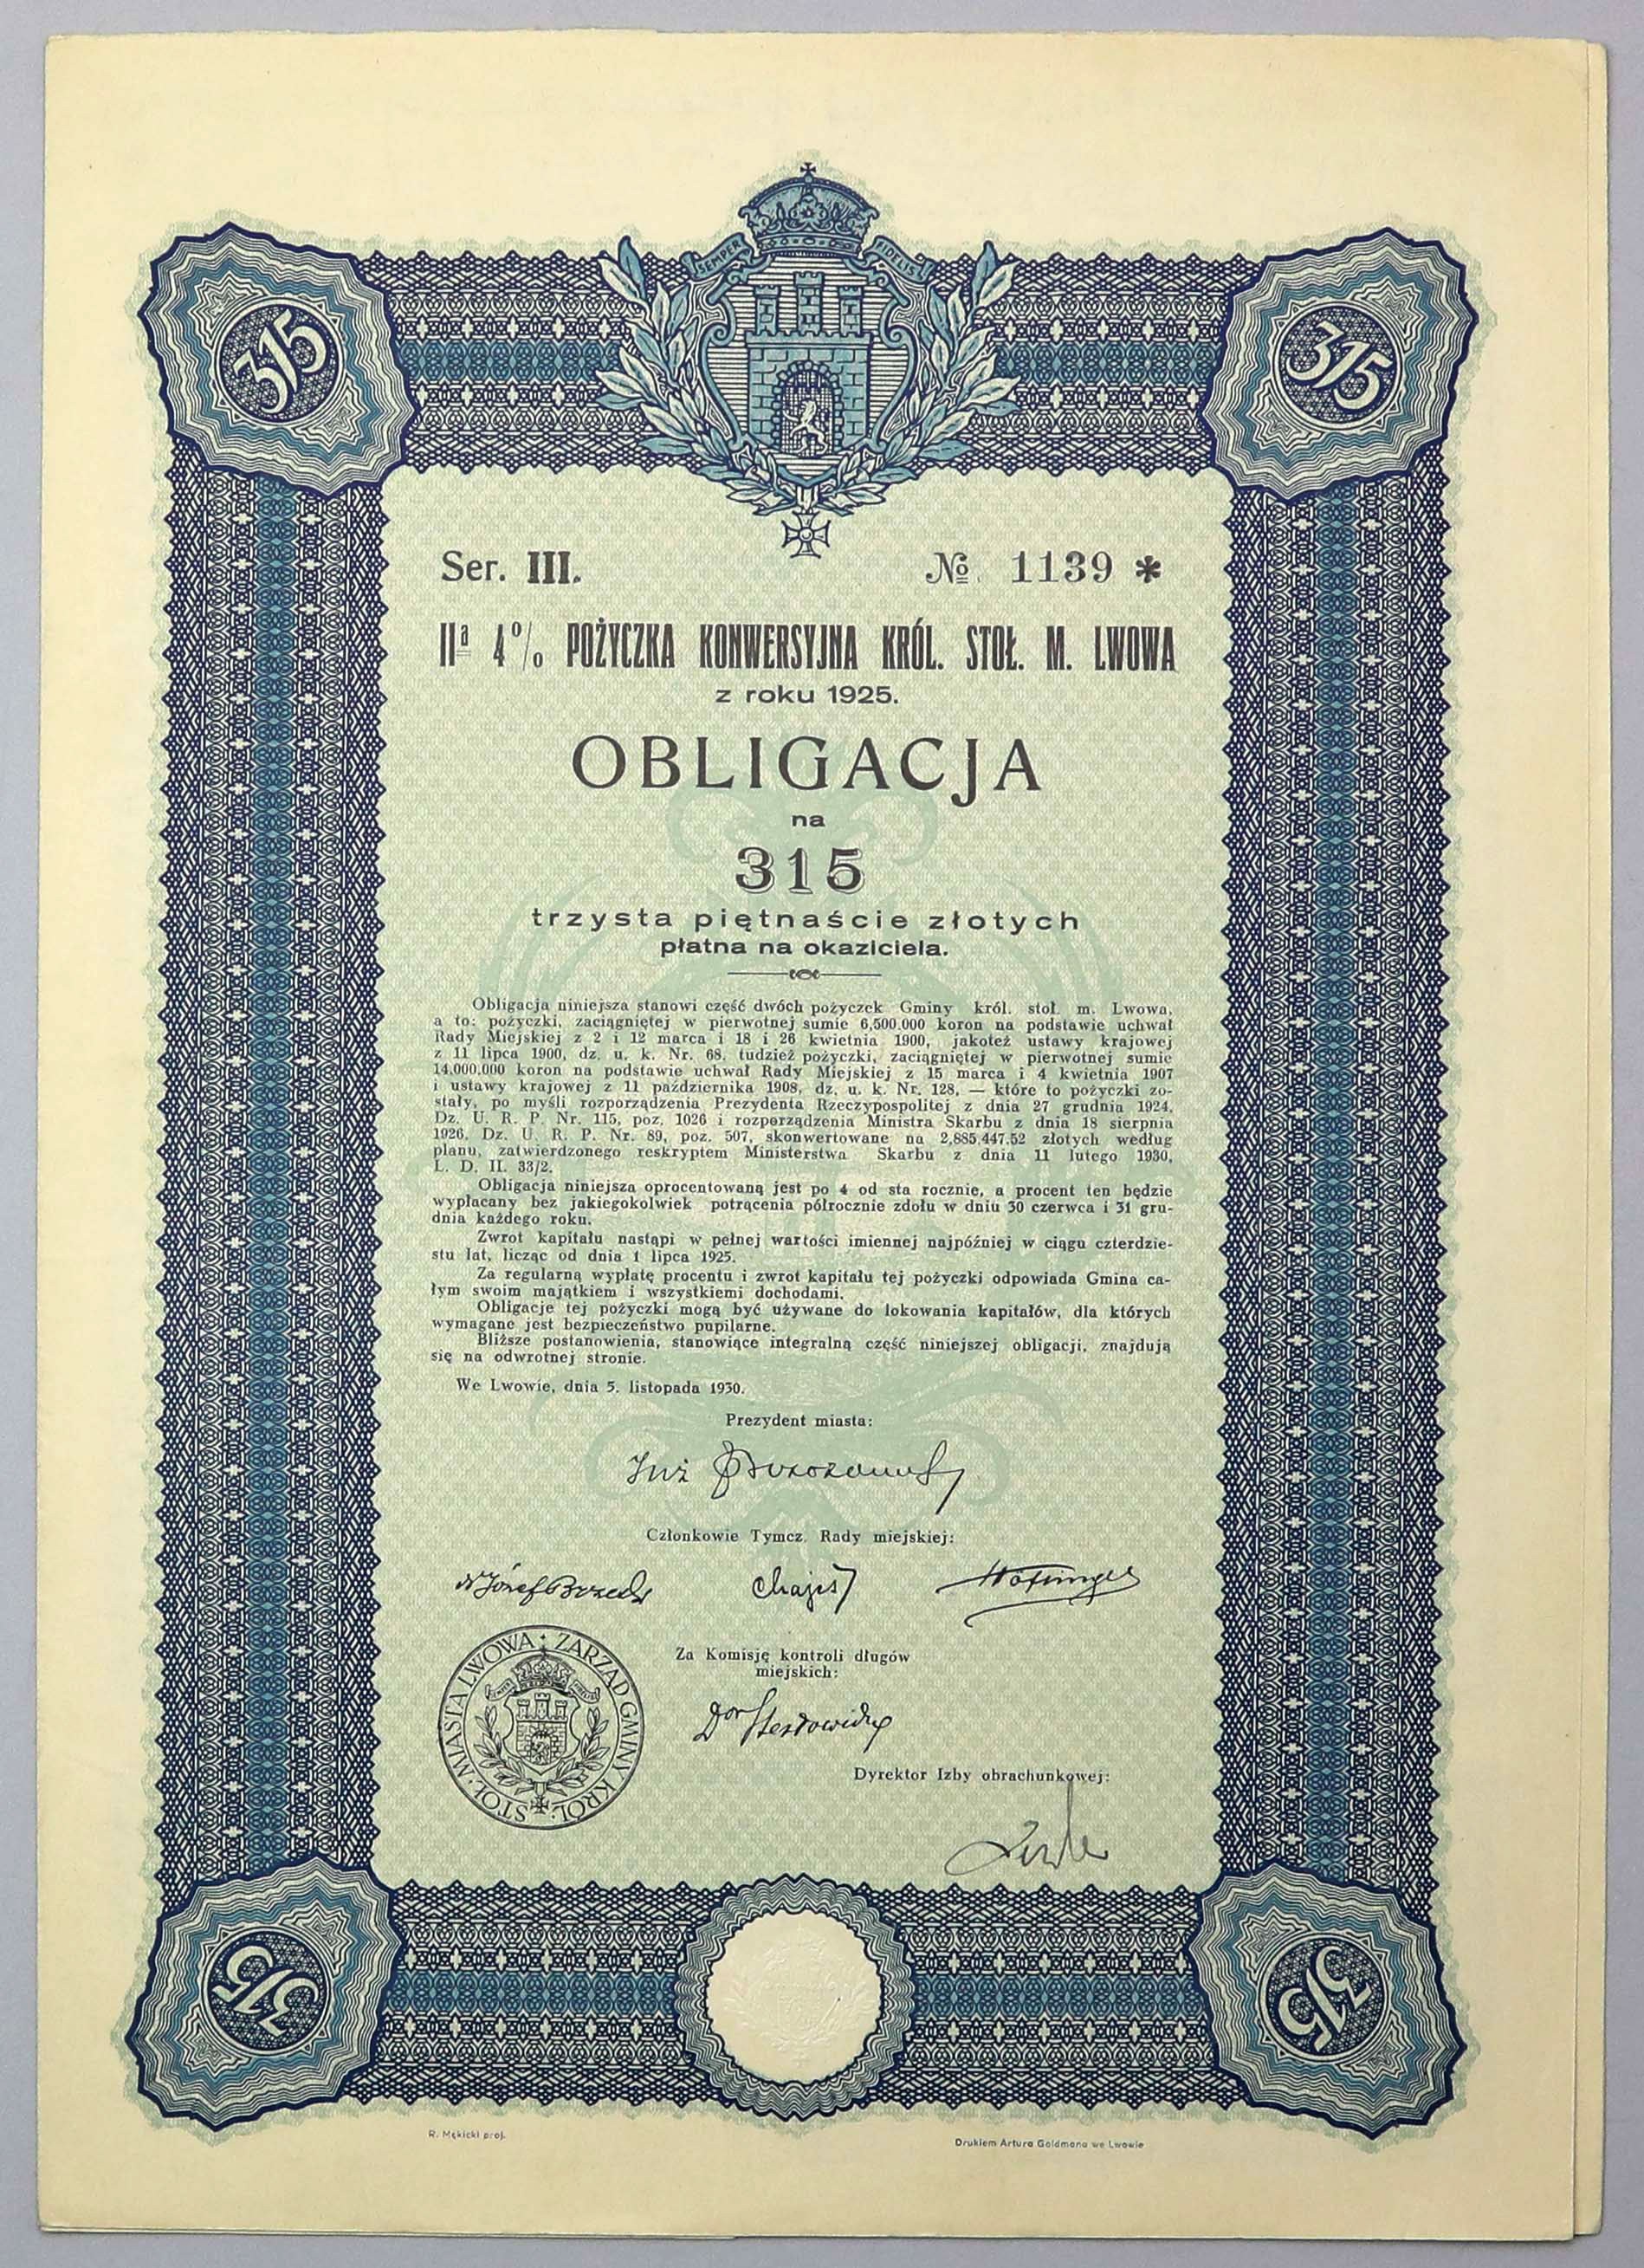 SEMPER FIDELIS
315 315
Ser. III. № 1139 *
IIª 4% POŻYCZKA KONWERSYJNA KRÓL. STOŁ. M. LWOWA
z roku 1925.
OBLIGACJA
na
315
trzysta piętnaście złotych
płatna na okaziciela.
Obligacja niniejsza stanowi część dwóch pożyczek Gminy król. stoł. m. Lwowa,
a to: pożyczki, zaciągniętej w pierwotnej sumie 6,500.000 koron na podstawie uchwał
Rady Miejskiej z 2 i 12 marca i 18 i 26 kwietnia 1900, jakoteż ustawy krajowej
z 11 lipca 1900, dz. u. k. Nr. 68, tudzież pożyczki, zaciągniętej w pierwotnej sumie
14,000.000 koron na podstawie uchwał Rady Miejskiej z 15 marca i 4 kwietnia 1907
i ustawy krajowej z 11 października 1908, dz. u. k. Nr. 128, — które to pożyczki zo-
stały, po myśli rozporządzenia Prezydenta Rzeczypospolitej z dnia 27 grudnia 1924,
Dz. U. R. P. Nr. 115, poz. 1026 i rozporządzenia Ministra Skarbu z dnia 18 sierpnia
1926, Dz. U. R. P. Nr. 89, poz. 507, skonwertowane na 2,885.447.52 złotych według
planu, zatwierdzonego reskryptem Ministerstwa Skarbu z dnia 11 lutego 1930,
L. D. II. 33/2.
Obligacja niniejsza oprocentowaną jest po 4 od sta rocznie, a procent ten będzie
wypłacany bez jakiegokolwiek potrącenia półrocznie zdołu w dniu 30 czerwca i 31 gru-
dnia każdego roku.
Zwrot kapitału nastąpi w pełnej wartości imiennej najpóźniej w ciągu czterdzie-
stu lat, licząc od dnia 1 lipca 1925.
Za regularną wypłatę procentu i zwrot kapitału tej pożyczki odpowiada Gmina ca-
łym swoim majątkiem i wszystkiemi dochodami.
Obligacje tej pożyczki mogą być używane do lokowania kapitałów, dla których
wymagane jest bezpieczeństwo pupilarne.
Bliższe postanowienia, stanowiące integralną część niniejszej obligacji, znajdują
się na odwrotnej stronie.
We Lwowie, dnia 5. listopada 1930.
Prezydent miasta:
Inż
Członkowie Tymcz. Rady miejskiej:
Dr Józef Chajes
Za Komisję kontroli długów
miejskich:
ZARZĄD GMINY KRÓL. STOŁ. MIASTA LWOWA
Dyrektor Izby obrachunkowej:
315 315
R. Mękicki proj. Drukiem Artura Goldmana we Lwowie